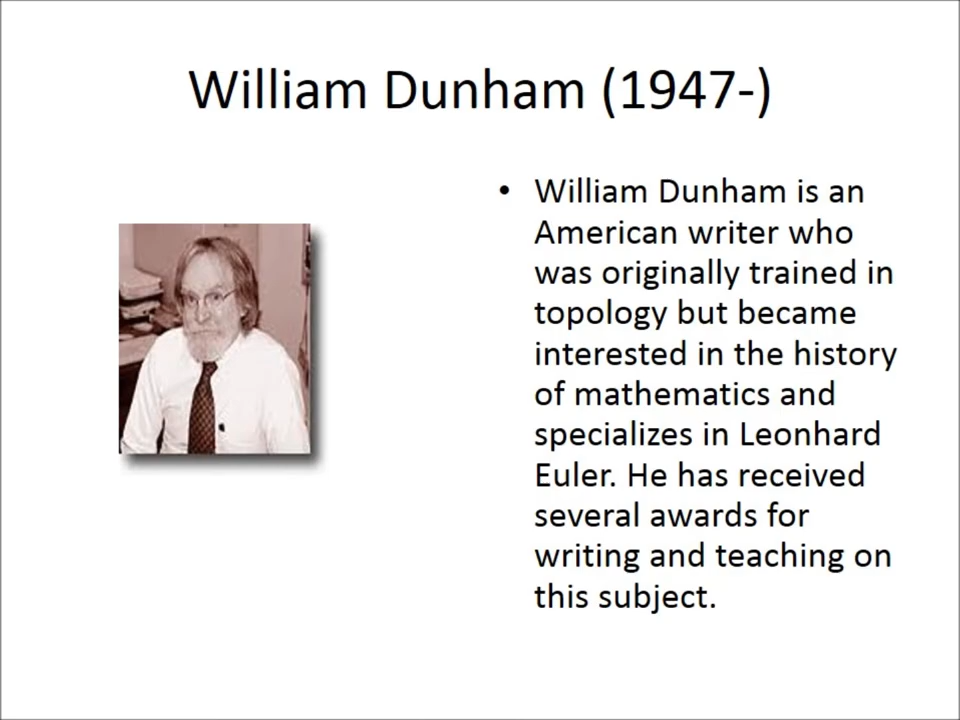 William Dunham (1947-)
• William Dunham is an
American writer who
was originally trained in
topology but became
interested in the history
of mathematics and
specializes in Leonhard
Euler. He has received
several awards for
writing and teaching on
this subject.